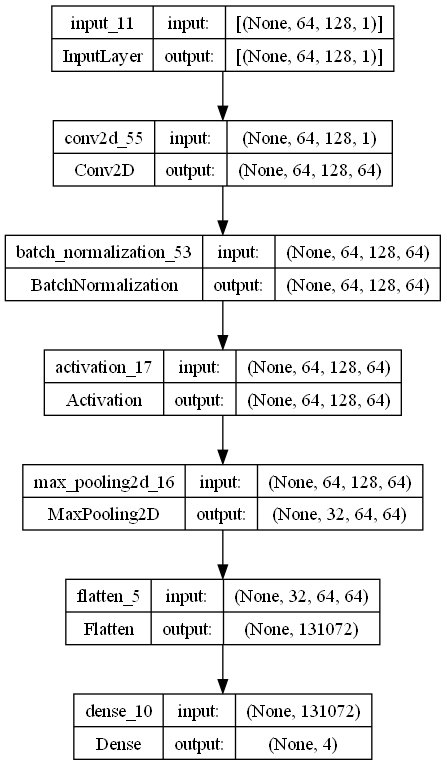 input_11 input: [(None, 64, 128, 1)]
InputLayer output: [(None, 64, 128, 1)]
conv2d_55 input: (None, 64, 128, 1)
Conv2D output: (None, 64, 128, 64)
batch_normalization_53 input: (None, 64, 128, 64)
BatchNormalization output: (None, 64, 128, 64)
activation_17 input: (None, 64, 128, 64)
Activation output: (None, 64, 128, 64)
max_pooling2d_16 input: (None, 64, 128, 64)
MaxPooling2D output: (None, 32, 64, 64)
flatten_5 input: (None, 32, 64, 64)
Flatten output: (None, 131072)
dense_10 input: (None, 131072)
Dense output: (None, 4)